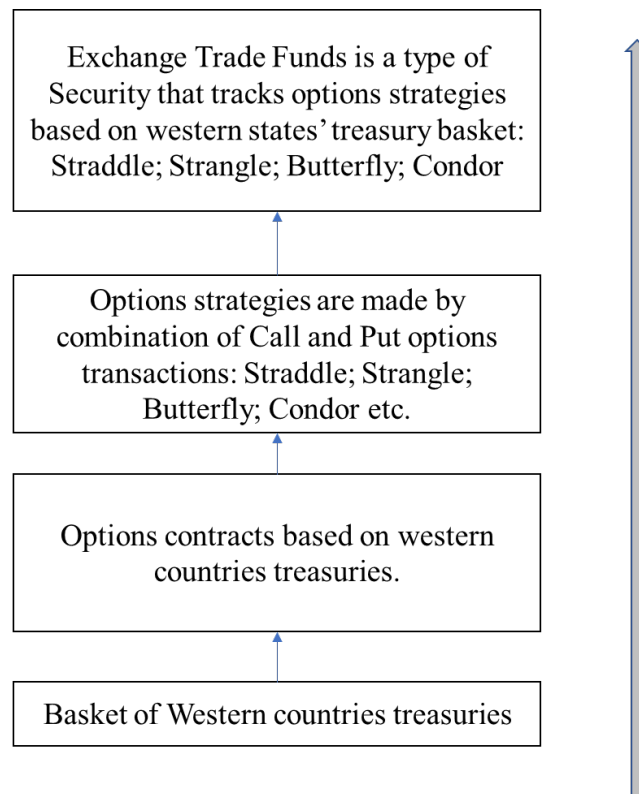 Exchange Trade Funds is a type of
Security that tracks options strategies
based on western states’ treasury basket:
Straddle; Strangle; Butterfly; Condor
Options strategies are made by
combination of Call and Put options
transactions: Straddle; Strangle;
Butterfly; Condor etc.
Options contracts based on western
countries treasuries.
Basket of Western countries treasuries